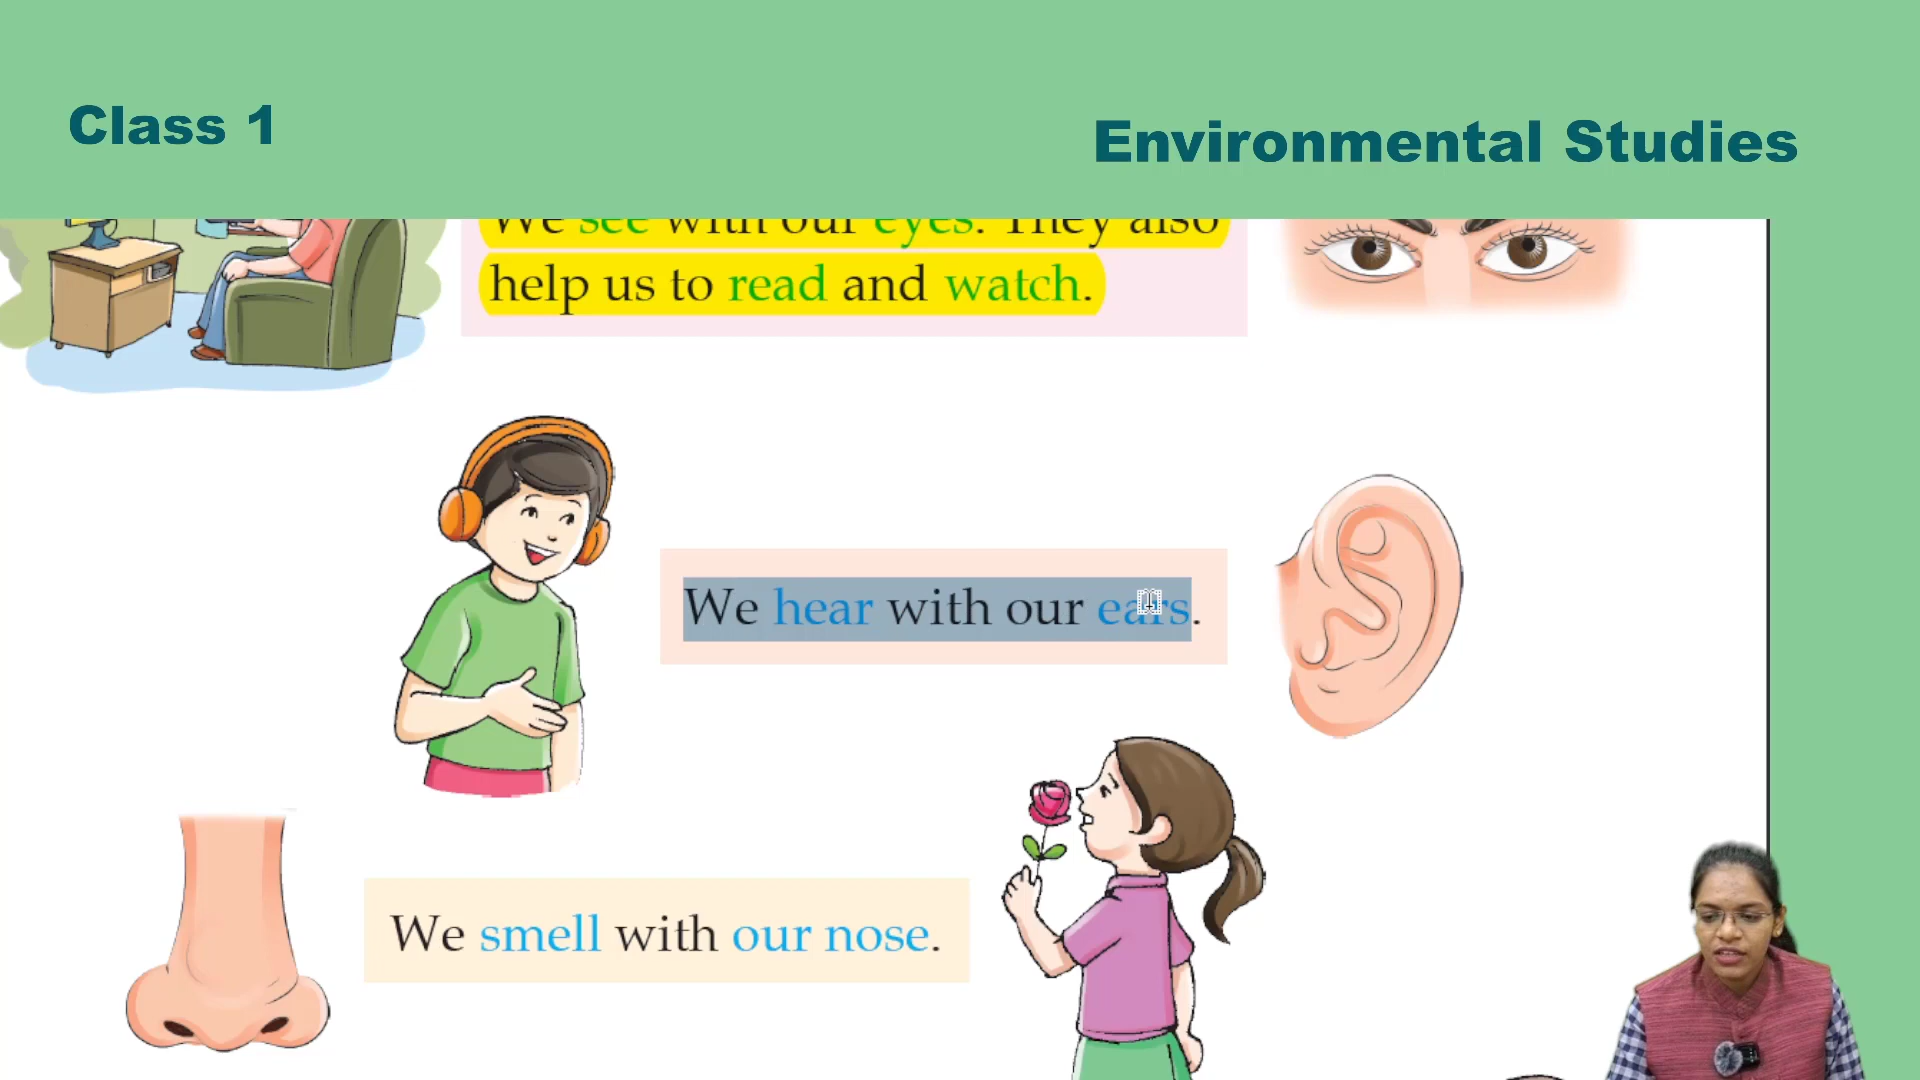 Class 1
Environmental Studies
We see with our eyes. They also
help us to read and watch.
We hear with our ears.
We smell with our nose.